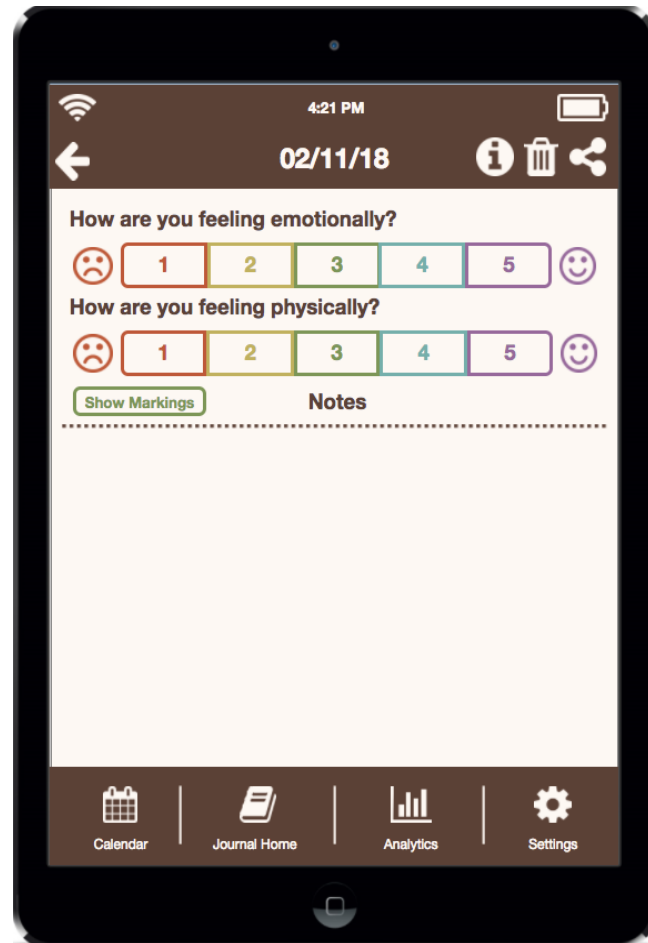 4:21 PM
02/11/18
How are you feeling emotionally?
1 2 3 4 5
How are you feeling physically?
1 2 3 4 5
Show Markings Notes
Calendar Journal Home Analytics Settings